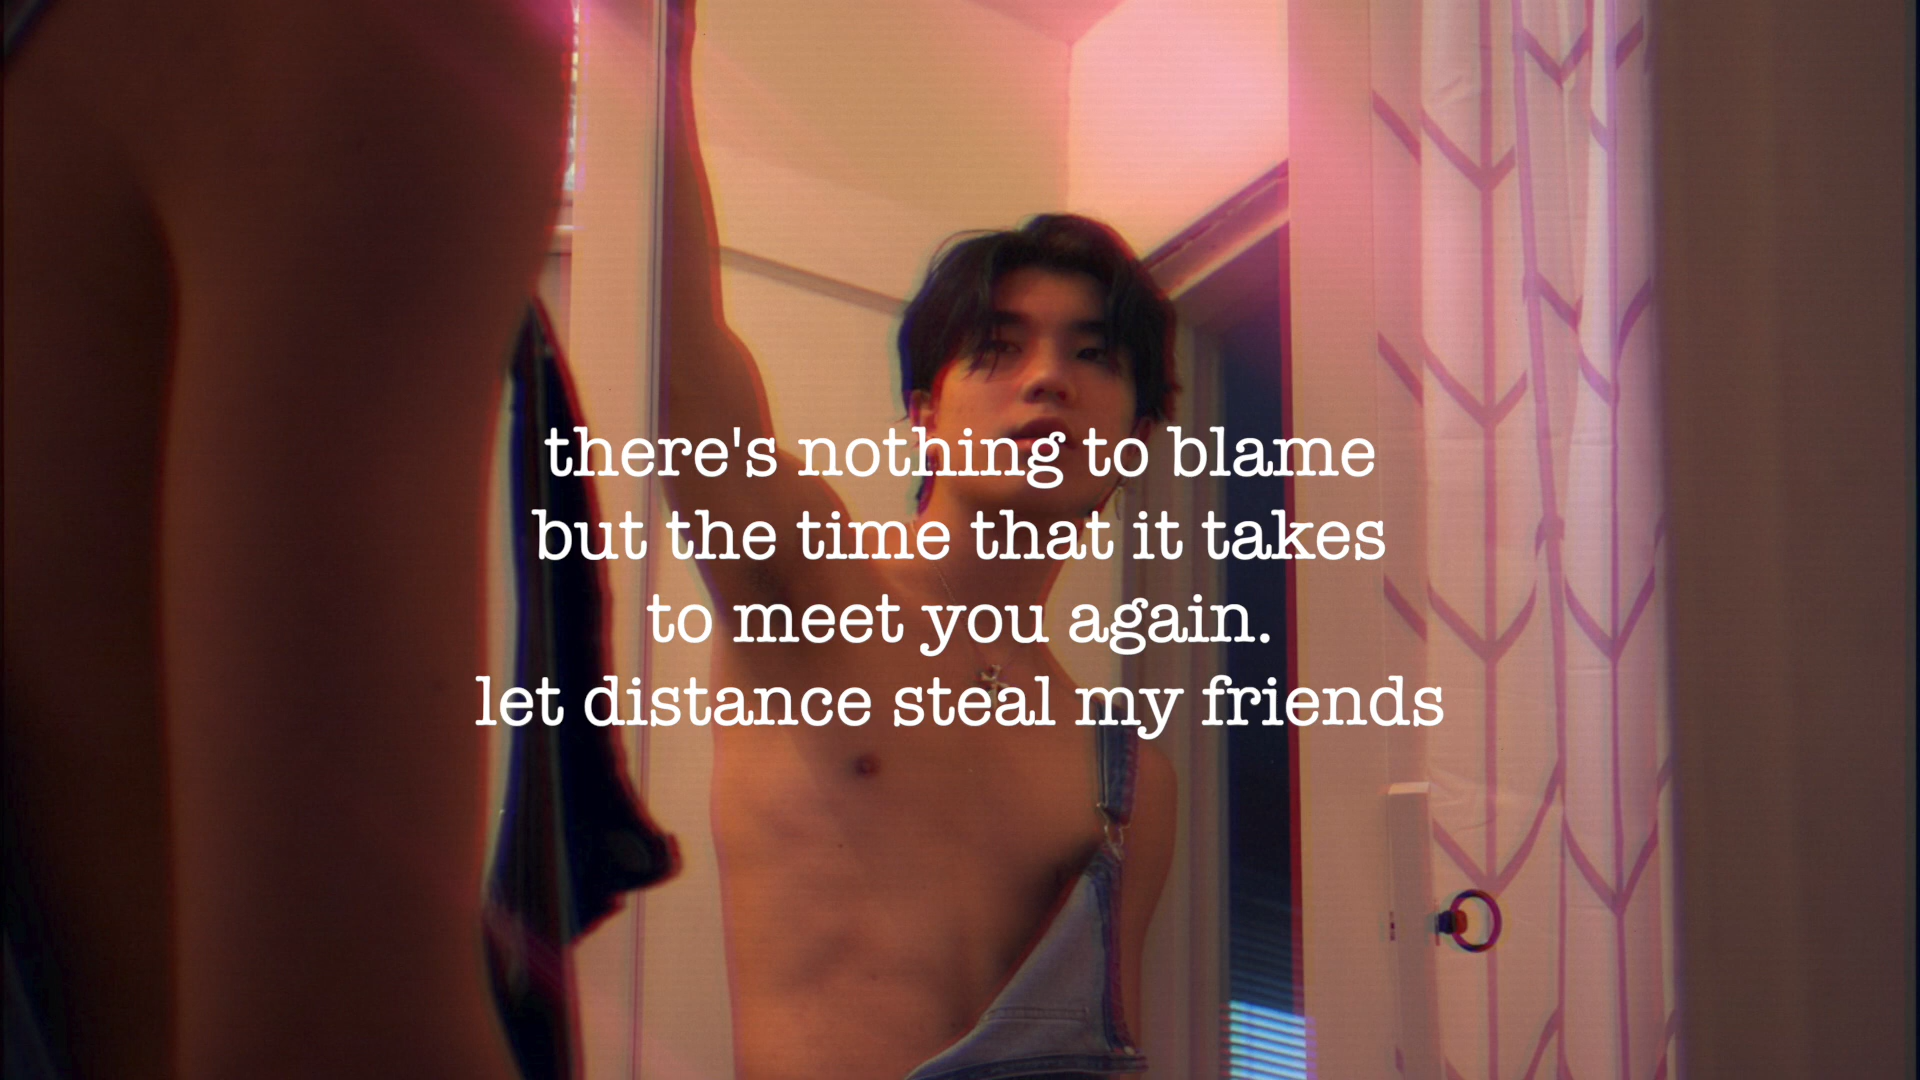 there's nothing to blame
but the time that it takes
to meet you again.
let distance steal my friends